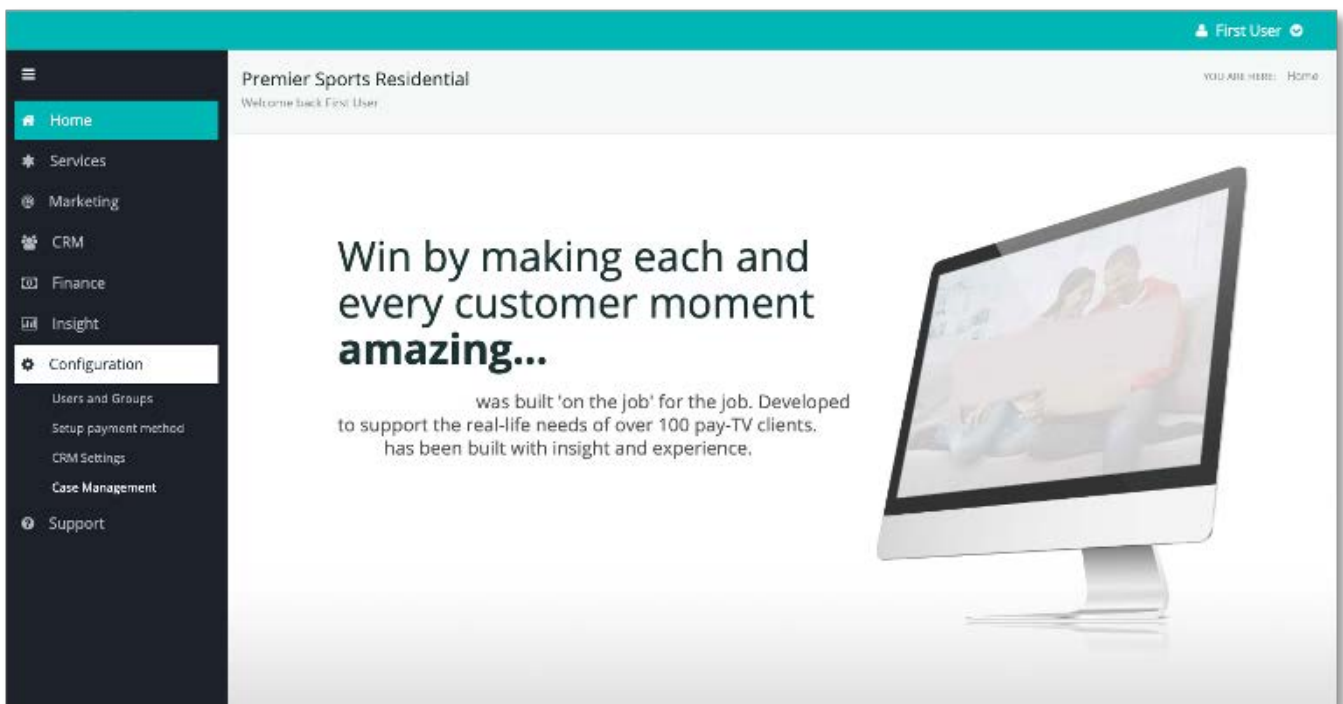 First User
Premier Sports Residential
YOU ARE HERE: Home
Welcome back First User
Home
Services
Marketing
CRM
Finance
Insight
Configuration
Users and Groups
Setup payment method
CRM Settings
Case Management
Support
Win by making each and
every customer moment
amazing...
was built 'on the job' for the job. Developed
to support the real-life needs of over 100 pay-TV clients.
has been built with insight and experience.